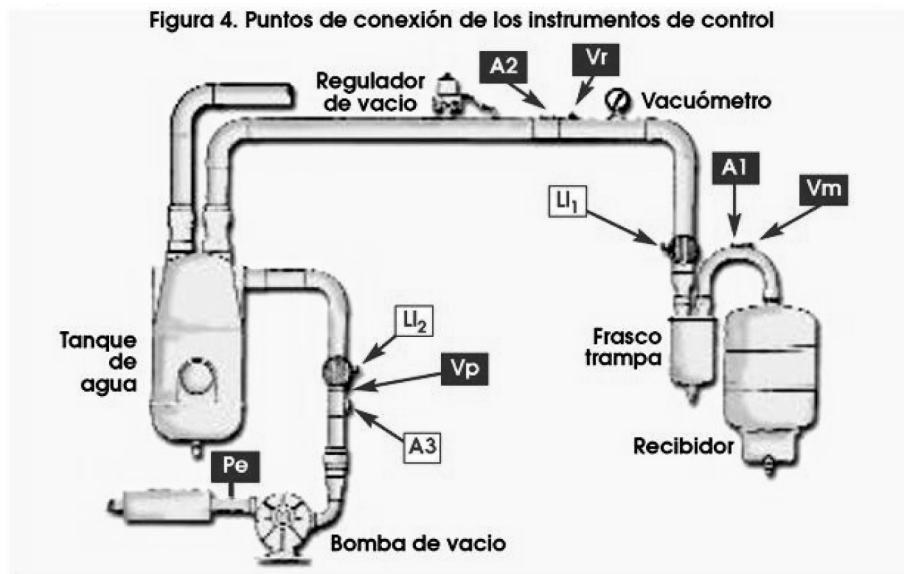 Figura 4. Puntos de conexión de los instrumentos de control
Regulador
de vacio
A2
Vr
Vacuómetro
A1
Vm
LI1
Tanque
de
agua
LI2
Vp
A3
Frasco
trampa
Recibidor
Pe
Bomba de vacio